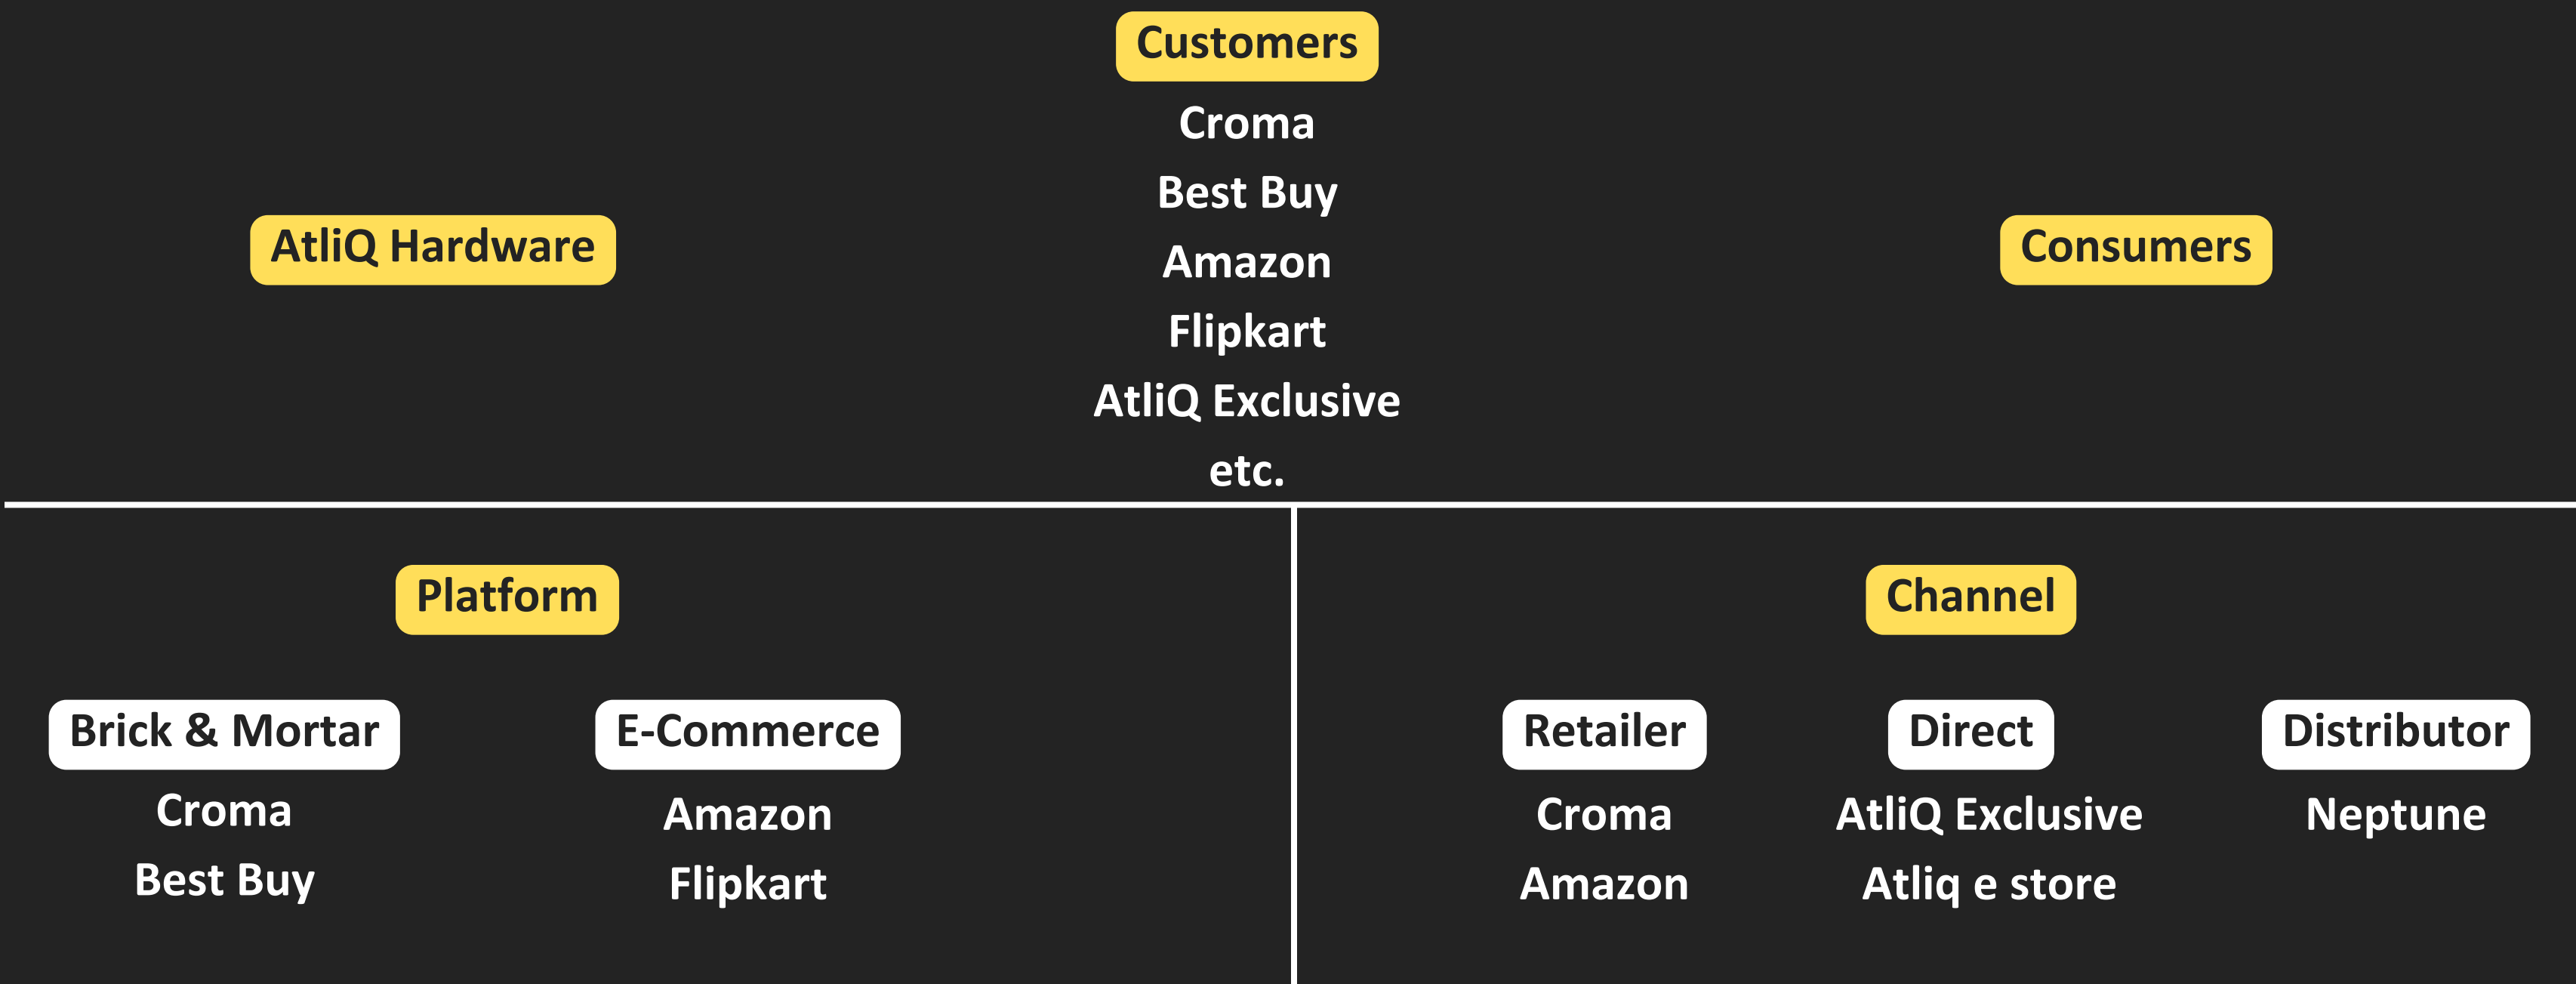 Customers
Croma
Best Buy
AtliQ Hardware
Consumers
Amazon
Flipkart
AtliQ Exclusive
etc.
Platform
Channel
Brick & Mortar
E-Commerce
Retailer
Direct
Distributor
Croma
Amazon
Croma
AtliQ Exclusive
Neptune
Best Buy
Flipkart
Amazon
Atliq e store